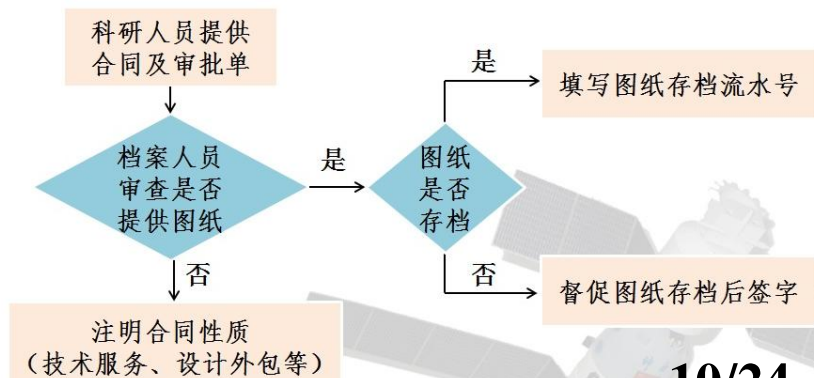 科研人员提供
合同及审批单
档案人员
审查是否
提供图纸
是
图纸
是否
存档
是
填写图纸存档流水号
否
督促图纸存档后签字
否
注明合同性质
（技术服务、设计外包等）
10/24